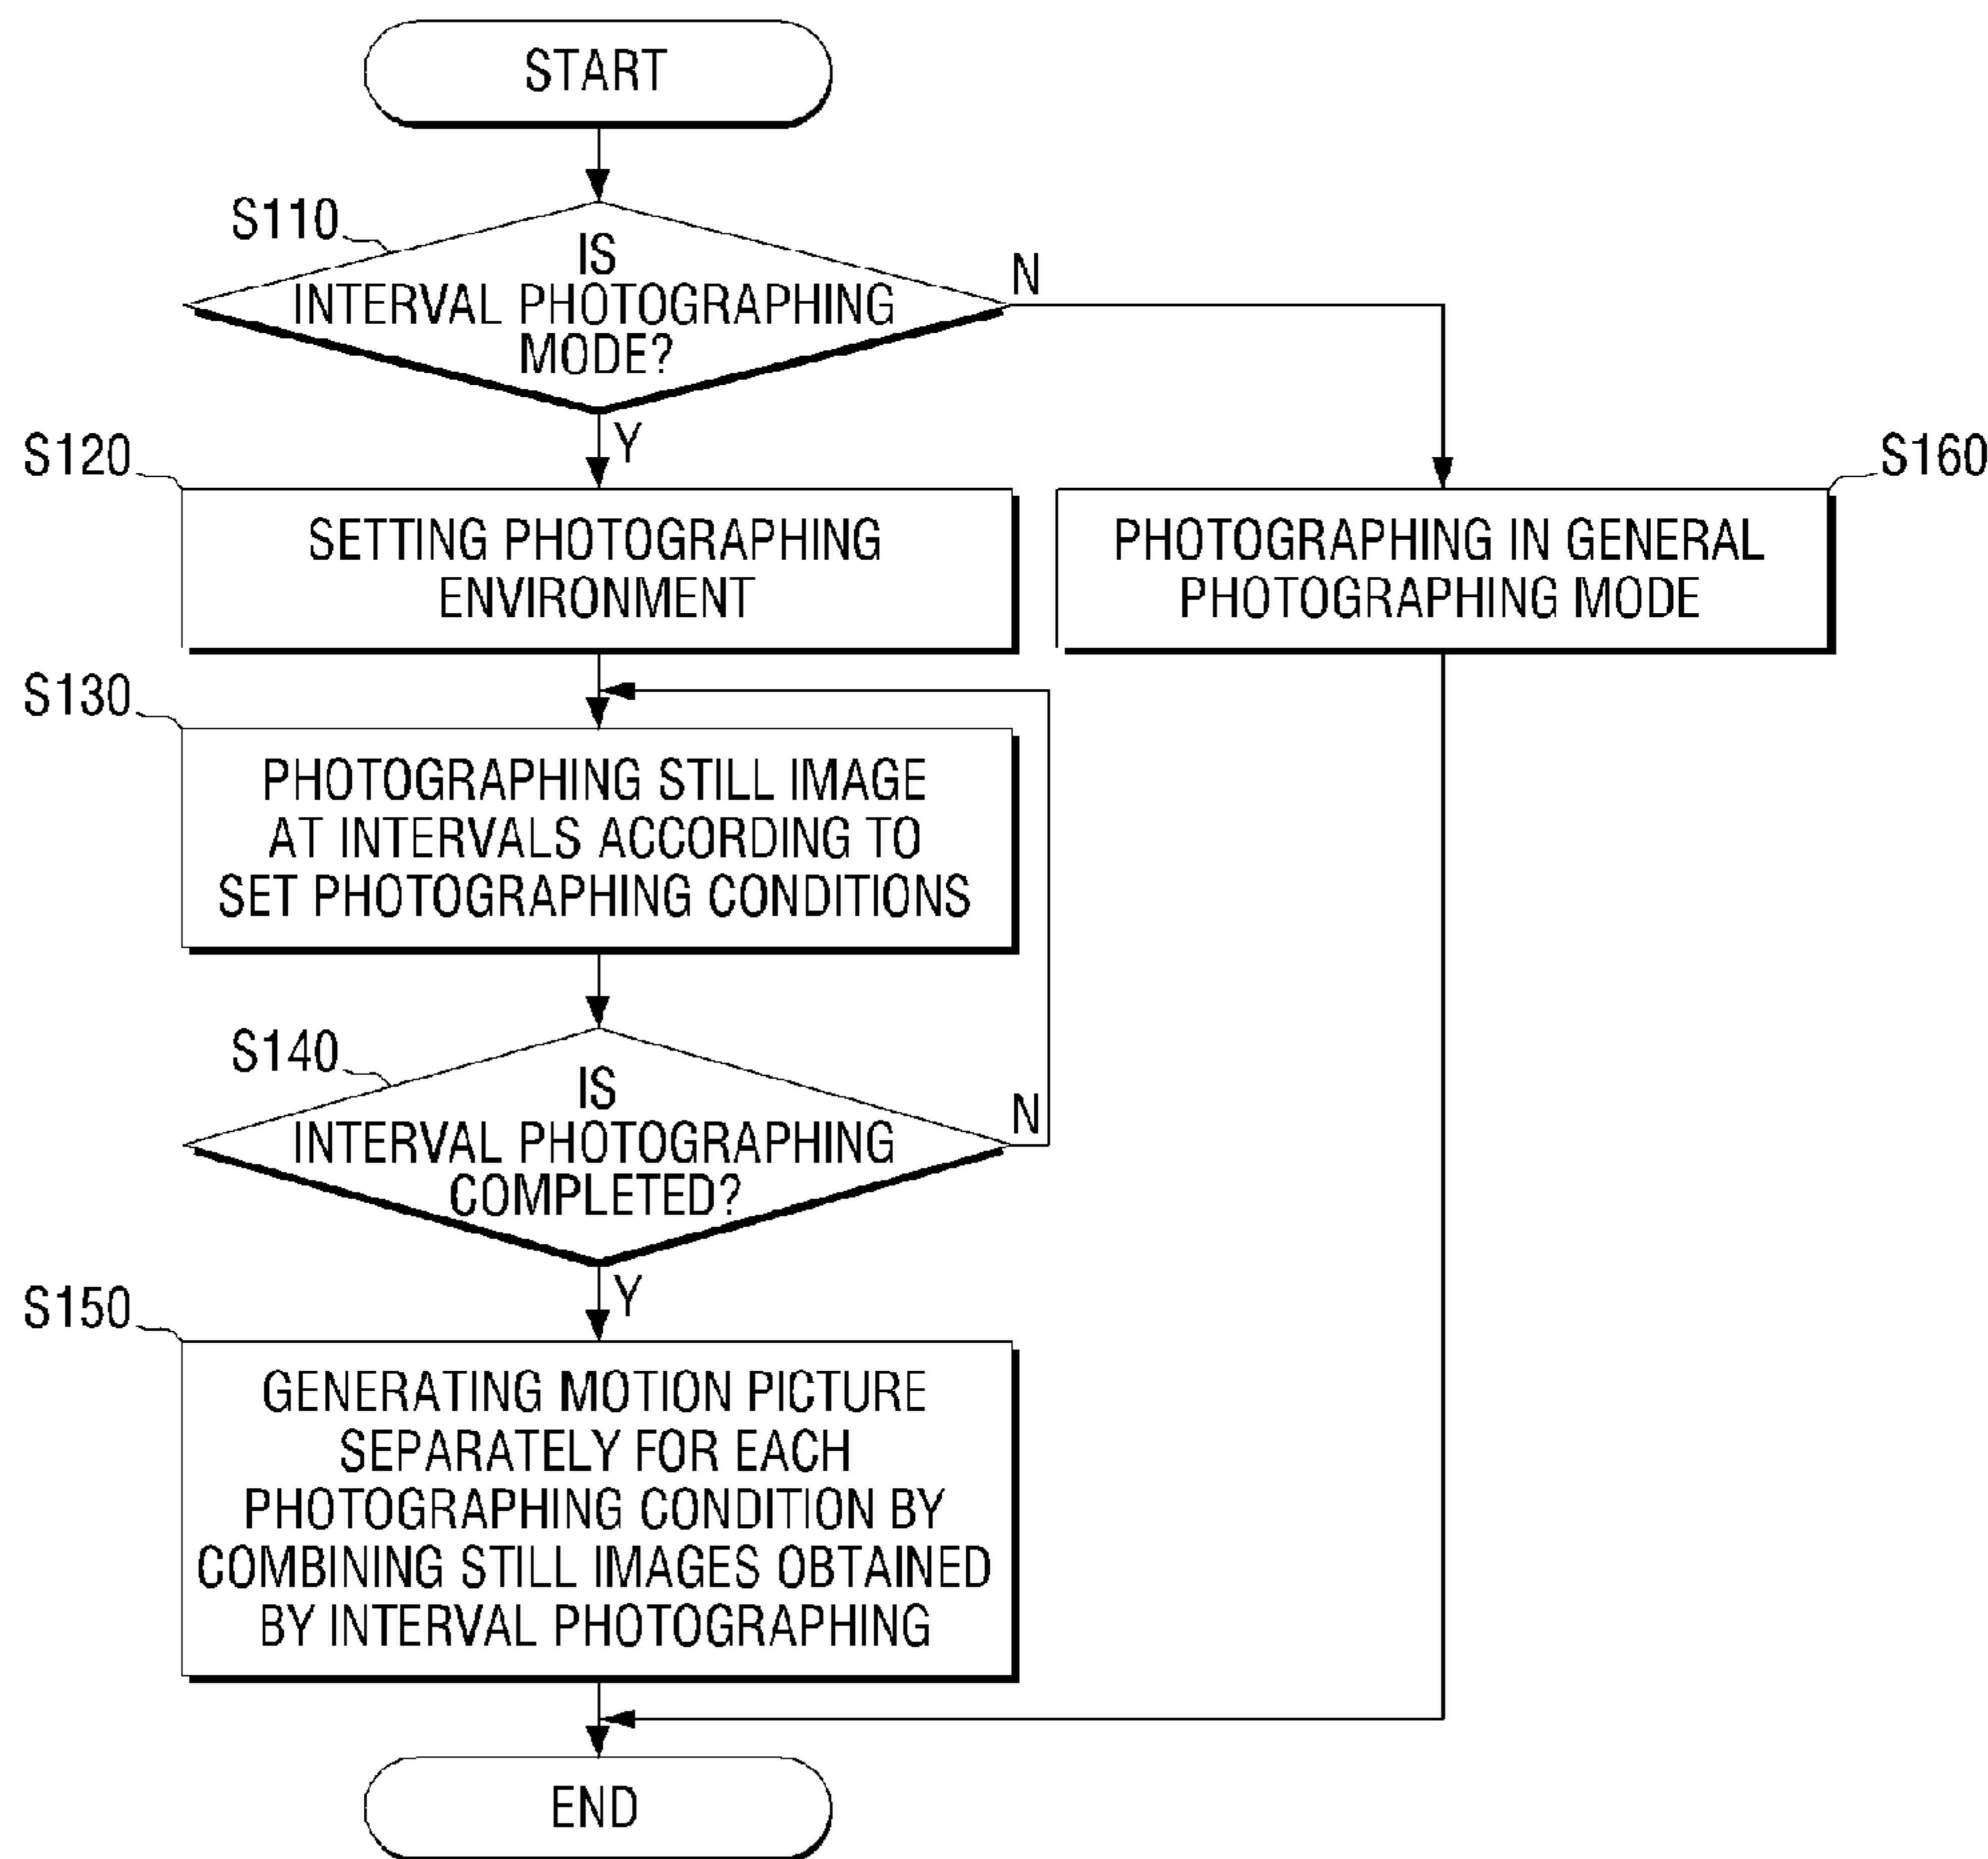 START
S110
IS
INTERVAL PHOTOGRAPHING
MODE?
N
Y
S120
SETTING PHOTOGRAPHING
ENVIRONMENT
S160
PHOTOGRAPHING IN GENERAL
PHOTOGRAPHING MODE
S130
PHOTOGRAPHING STILL IMAGE
AT INTERVALS ACCORDING TO
SET PHOTOGRAPHING CONDITIONS
S140
IS
INTERVAL PHOTOGRAPHING
COMPLETED?
N
Y
S150
GENERATING MOTION PICTURE
SEPARATELY FOR EACH
PHOTOGRAPHING CONDITION BY
COMBINING STILL IMAGES OBTAINED
BY INTERVAL PHOTOGRAPHING
END